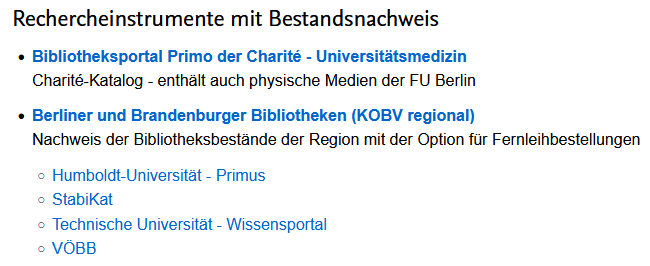 Rechercheinstrumente mit Bestandsnachweis
• Bibliotheksportal Primo der Charité - Universitätsmedizin
Charité-Katalog - enthält auch physische Medien der FU Berlin
• Berliner und Brandenburger Bibliotheken (KOBV regional)
Nachweis der Bibliotheksbestände der Region mit der Option für Fernleihbestellungen
○ Humboldt-Universität - Primus
○ StabiKat
○ Technische Universität - Wissensportal
○ VÖBB